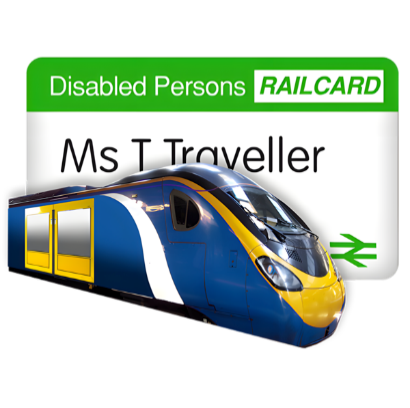 Disabled Persons RAILCARD
Ms T Traveller